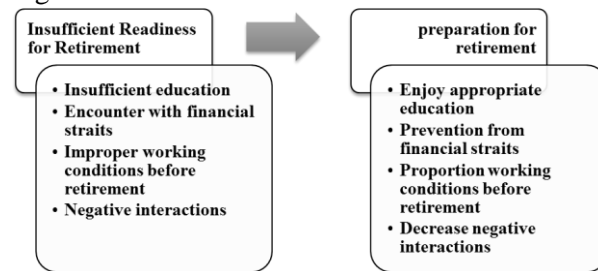 Insufficient Readiness
for Retirement
• Insufficient education
• Encounter with financial
straits
• Improper working
conditions before
retirement
• Negative interactions
preparation for
retirement
• Enjoy appropriate
education
• Prevention from
financial straits
• Proportion working
conditions before
retirement
• Decrease negative
interactions